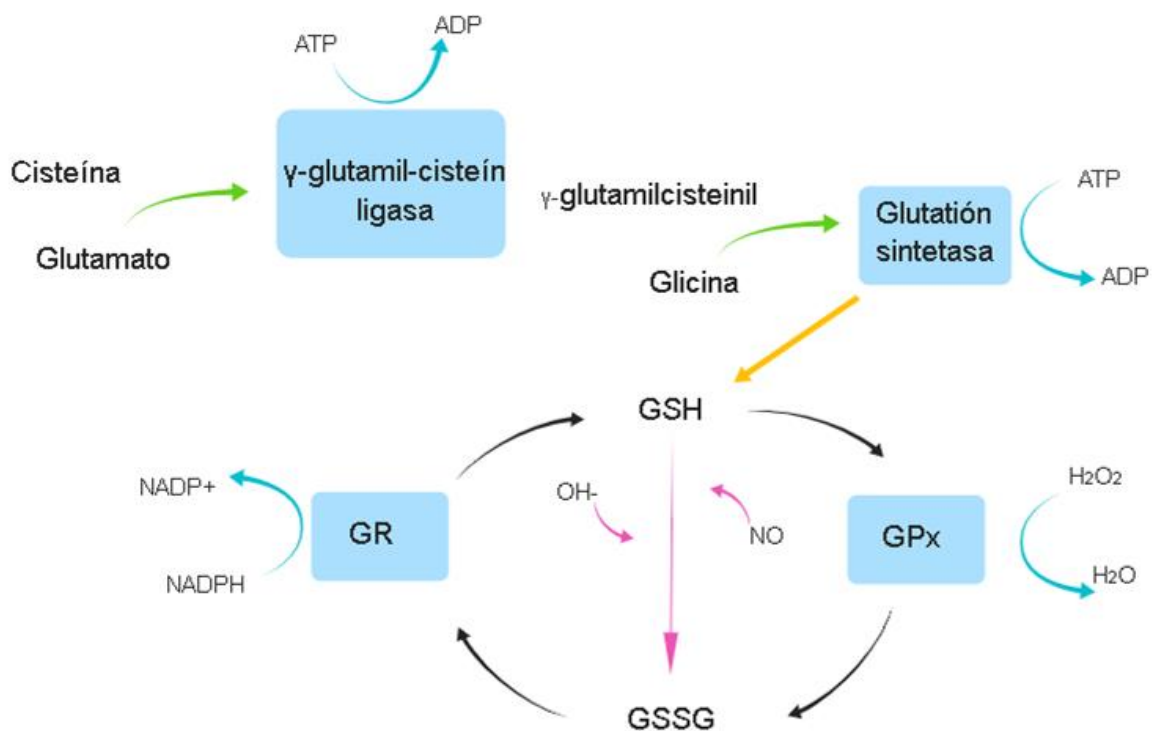 ATP
ADP
Cisteína
Glutamato
γ-glutamil-cisteín
ligasa
γ-glutamilcisteinil
Glicina
Glutatión
sintetasa
ATP
ADP
GSH
NADP+
NADPH
GR
OH-
NO
GPx
H₂O₂
H₂O
GSSG